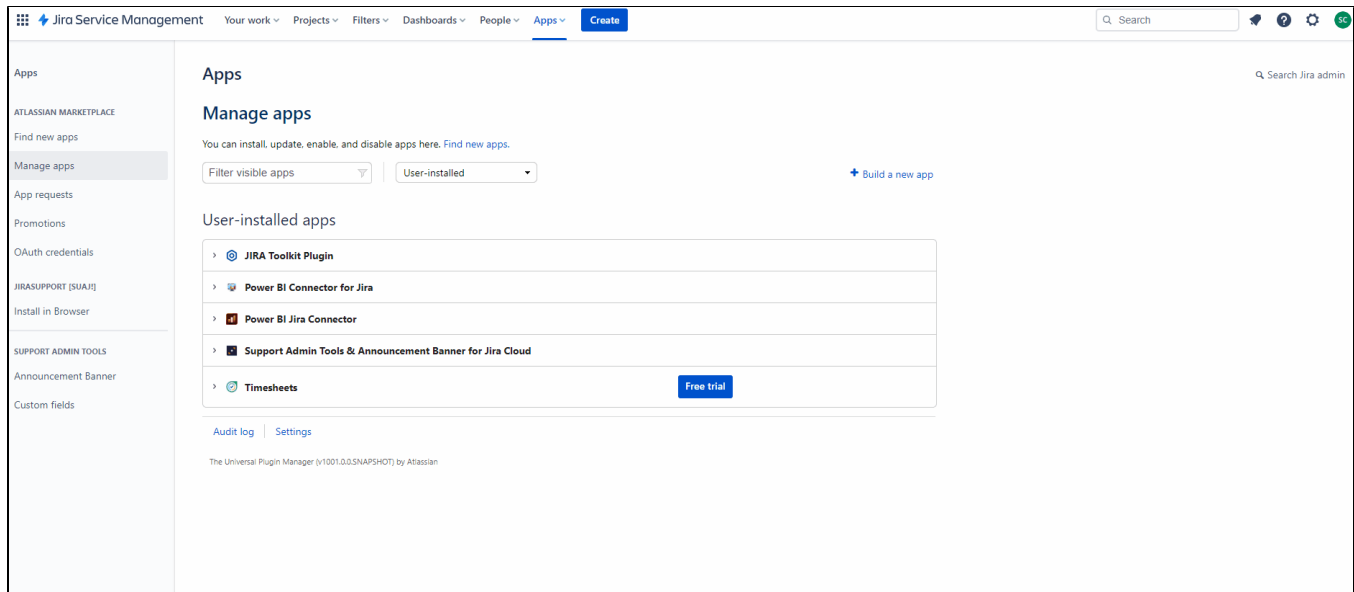 Jira Service Management Your work Projects Filters Dashboards People Apps Create Search SC
Apps
ATLASSIAN MARKETPLACE
Find new apps
Manage apps
App requests
Promotions
OAuth credentials
JIRASUPPORT [SUAJ!]
Install in Browser
SUPPORT ADMIN TOOLS
Announcement Banner
Custom fields
Apps
Search Jira admin
Manage apps
You can install, update, enable, and disable apps here. Find new apps.
Filter visible apps User-installed
Build a new app
User-installed apps
JIRA Toolkit Plugin
Power BI Connector for Jira
Power BI Jira Connector
Support Admin Tools & Announcement Banner for Jira Cloud
Timesheets Free trial
Audit log Settings
The Universal Plugin Manager (v1001.0.0.SNAPSHOT) by Atlassian